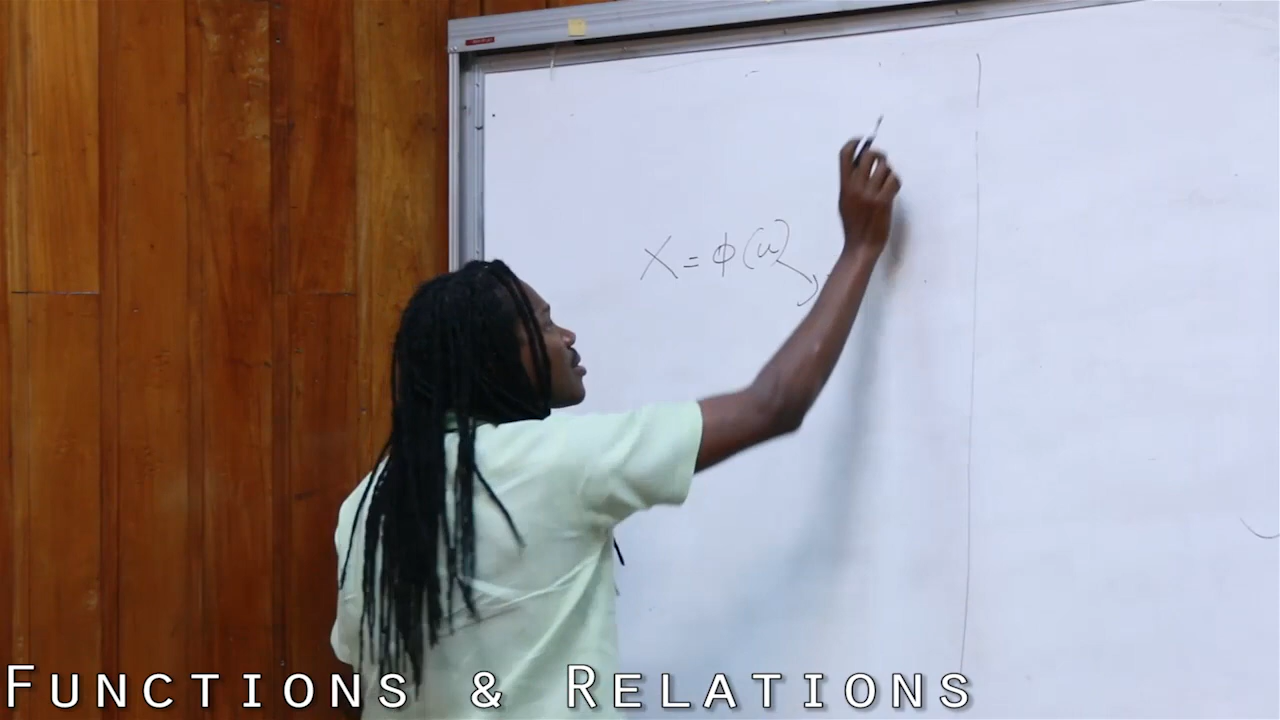 X = ϕ(u)
FUNCTIONS & RELATIONS